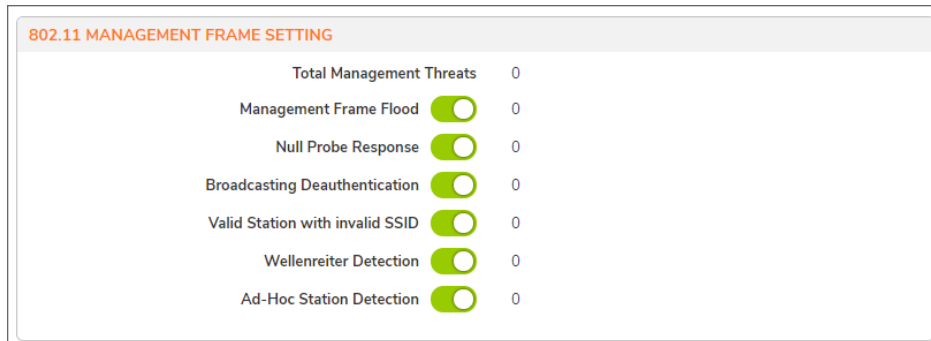 802.11 MANAGEMENT FRAME SETTING
Total Management Threats 0
Management Frame Flood 0
Null Probe Response 0
Broadcasting Deauthentication 0
Valid Station with invalid SSID 0
Wellenreiter Detection 0
Ad-Hoc Station Detection 0